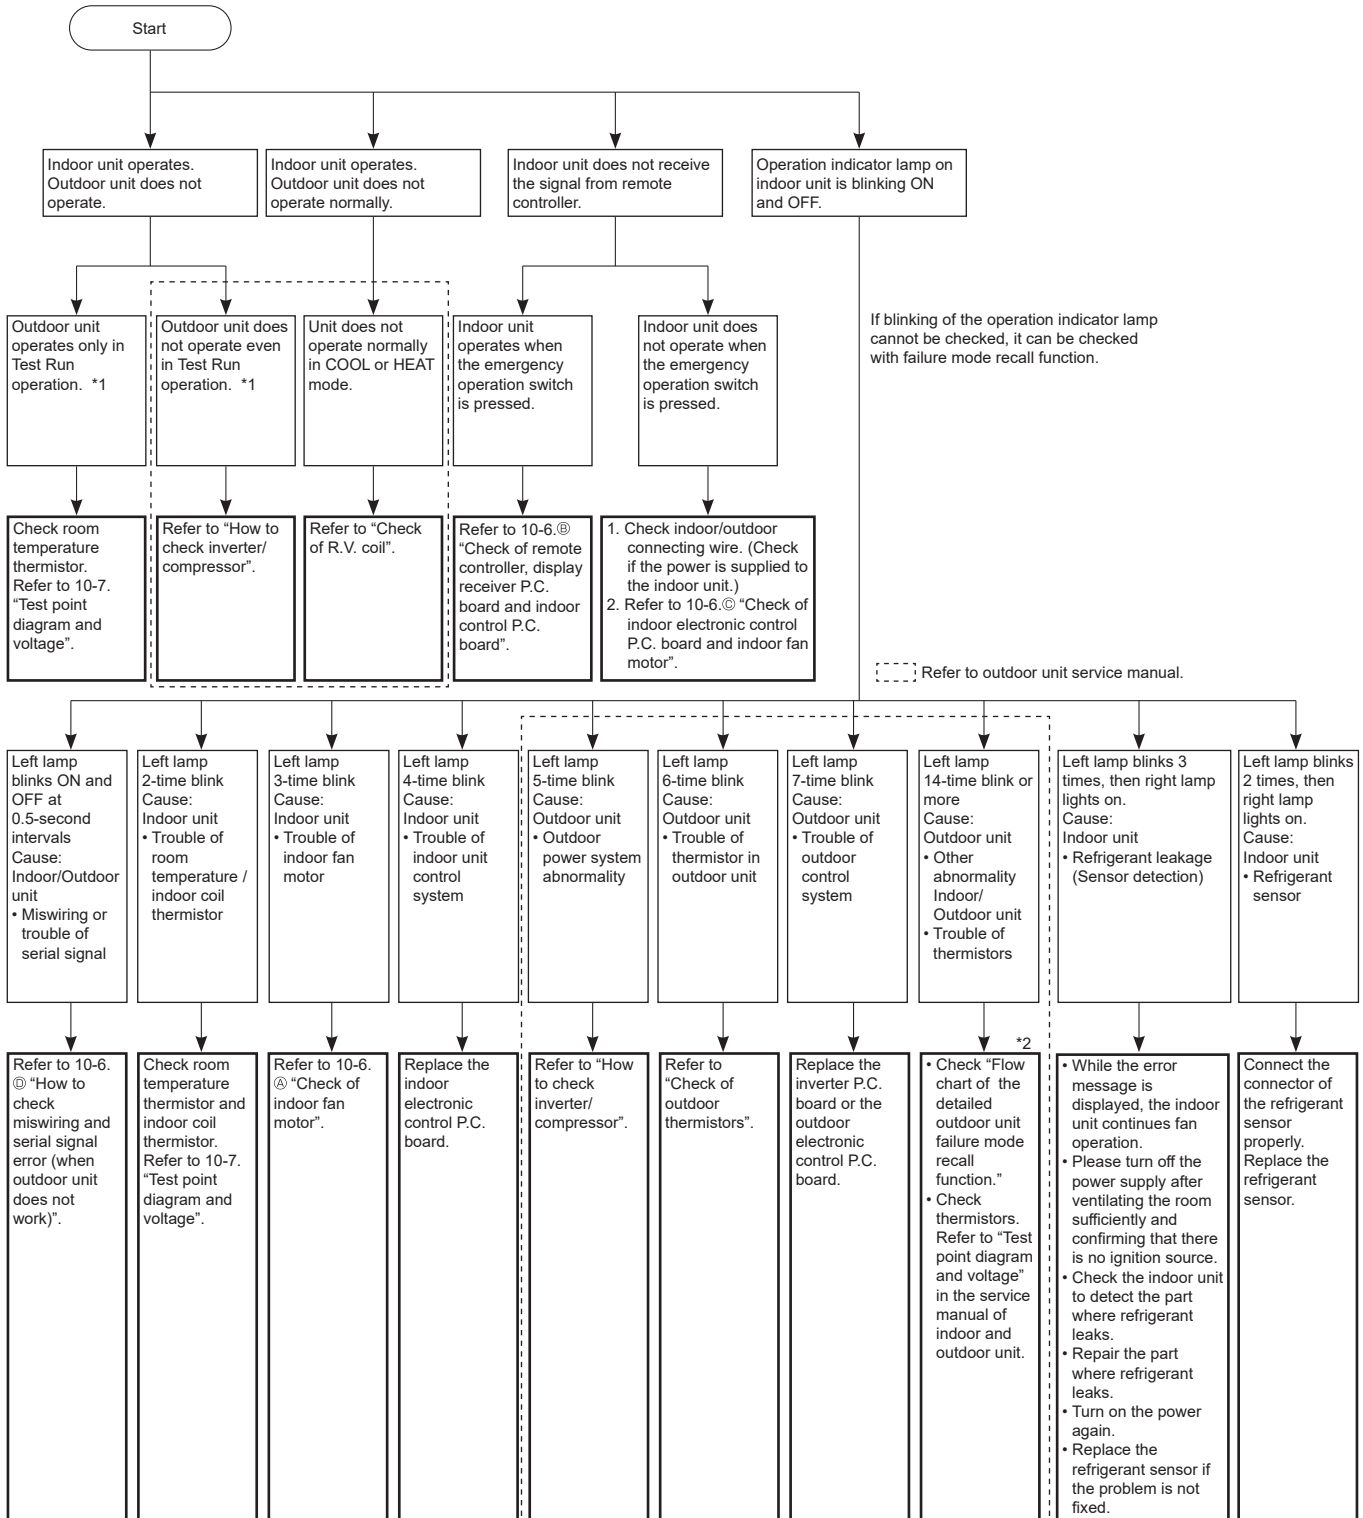 Start
Indoor unit operates.
Outdoor unit does not
operate.
Indoor unit operates.
Outdoor unit does not
operate normally.
Indoor unit does not receive
the signal from remote
controller.
Operation indicator lamp on
indoor unit is blinking ON
and OFF.
Outdoor unit
operates only in
Test Run
operation. *1
Outdoor unit does
not operate even
in Test Run
operation. *1
Unit does not
operate normally
in COOL or HEAT
mode.
Indoor unit
operates when
the emergency
operation switch
is pressed.
Indoor unit does
not operate when
the emergency
operation switch
is pressed.
If blinking of the operation indicator lamp
cannot be checked, it can be checked
with failure mode recall function.
Check room
temperature
thermistor.
Refer to 10-7.
“Test point
diagram and
voltage”.
Refer to “How to
check inverter/
compressor”.
Refer to “Check
of R.V. coil”.
Refer to 10-6.Ⓑ
“Check of remote
controller, display
receiver P.C.
board and indoor
control P.C.
board”.
1. Check indoor/outdoor
connecting wire. (Check
if the power is supplied to
the indoor unit.)
2. Refer to 10-6.Ⓒ “Check of
indoor electronic control
P.C. board and indoor fan
motor”.
Refer to outdoor unit service manual.
Left lamp
blinks ON and
OFF at
0.5-second
intervals
Cause:
Indoor/Outdoor
unit
• Miswiring or
trouble of
serial signal
Left lamp
2-time blink
Cause:
Indoor unit
• Trouble of
room
temperature /
indoor coil
thermistor
Left lamp
3-time blink
Cause:
Indoor unit
• Trouble of
indoor fan
motor
Left lamp
4-time blink
Cause:
Indoor unit
• Trouble of
indoor unit
control
system
Left lamp
5-time blink
Cause:
Outdoor unit
• Outdoor
power system
abnormality
Left lamp
6-time blink
Cause:
Outdoor unit
• Trouble of
thermistor in
outdoor unit
Left lamp
7-time blink
Cause:
Outdoor unit
• Trouble of
outdoor
control
system
Left lamp
14-time blink or
more
Cause:
Outdoor unit
• Other
abnormality
Indoor/
Outdoor unit
• Trouble of
thermistors
Left lamp blinks 3
times, then right lamp
lights on.
Cause:
Indoor unit
• Refrigerant leakage
(Sensor detection)
Left lamp blinks
2 times, then
right lamp
lights on.
Cause:
Indoor unit
• Refrigerant
sensor
Refer to 10-6.
Ⓓ “How to
check
miswiring and
serial signal
error (when
outdoor unit
does not
work)”.
Check room
temperature
thermistor and
indoor coil
thermistor.
Refer to 10-7.
“Test point
diagram and
voltage”.
Refer to 10-6.
Ⓐ “Check of
indoor fan
motor”.
Replace the
indoor
electronic
control P.C.
board.
Refer to “How
to check
inverter/
compressor”.
Refer to
“Check of
outdoor
thermistors”.
Replace the
inverter P.C.
board or the
outdoor
electronic
control P.C.
board.
*2
• Check “Flow
chart of the
detailed
outdoor unit
failure mode
recall
function.”
• Check
thermistors.
Refer to “Test
point diagram
and voltage”
in the service
manual of
indoor and
outdoor unit.
• While the error
message is
displayed, the indoor
unit continues fan
operation.
• Please turn off the
power supply after
ventilating the room
sufficiently and
confirming that there
is no ignition source.
• Check the indoor unit
to detect the part
where refrigerant
leaks.
• Repair the part
where refrigerant
leaks.
• Turn on the power
again.
• Replace the
refrigerant sensor if
the problem is not
fixed.
Connect the
connector of
the refrigerant
sensor
properly.
Replace the
refrigerant
sensor.